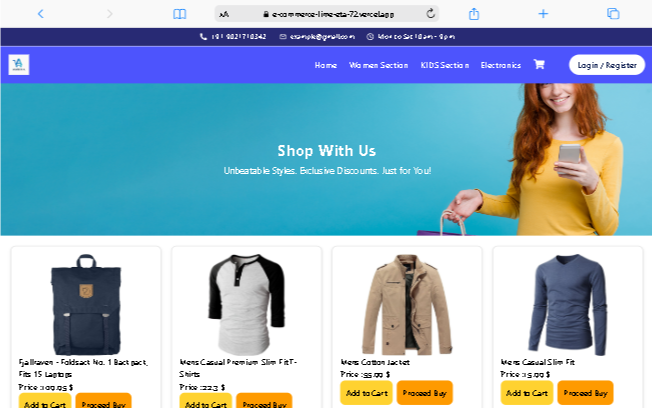 e-commerce-lime-eta-72.vercel.app
example@gmail.com
Mon to Sat 10am - 9pm
Home Women Section KIDS Section Electronics
Login / Register
Shop With Us
Unbeatable Styles. Exclusive Discounts. Just for You!
Fjallraven - Foldsack No. 1 Backpack,
Fits 15 Laptops
Price :109.95 $
Add to Cart Proceed Buy
Mens Casual Premium Slim Fit T-
Shirts
Price :22.3 $
Add to Cart Proceed Buy
Mens Cotton Jacket
Price :55.99 $
Add to Cart Proceed Buy
Mens Casual Slim Fit
Price :15.99 $
Add to Cart Proceed Buy